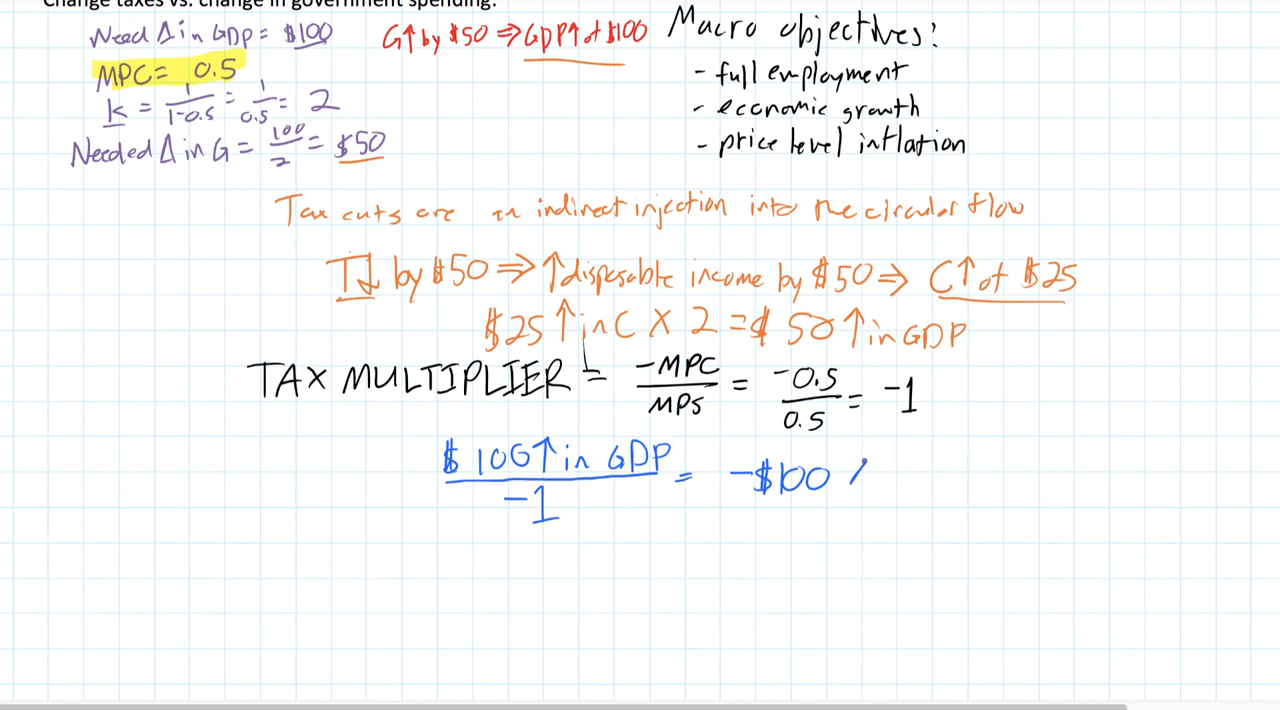 Change taxes vs. change in government spending.
Need Δ in GDP = $100
MPC = 0.5
k = 1/1-0.5 = 1/0.5 = 2
Needed Δ in G = 100/2 = $50
G↑ by $50 ⇒ GDP↑ of $100
Macro objectives?
- full employment
- economic growth
- price level inflation
Tax cuts are an indirect injection into the circular flow
T↓ by $50 ⇒ ↑disposable income by $50 ⇒ C↑ of $25
$25↑ in C X 2 = $50↑ in GDP
TAX MULTIPLIER = -MPC/MPS = -0.5/0.5 = -1
$100↑ in GDP/-1 = -$100